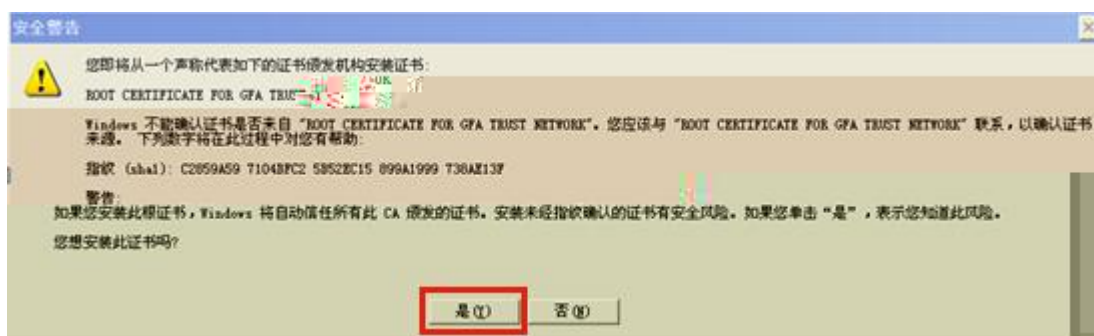 安全警告
您即将从一个声称代表如下的证书颁发机构安装证书:
ROOT CERTIFICATE FOR GFA
Windows 不能确认证书是否来自 "ROOT CERTIFICATE FOR GFA TRUST NETWORK"。您应该与 "ROOT CERTIFICATE FOR GFA TRUST NETWORK" 联系，以确认证书
来源。 下列数字将在此过程中对您有帮助:
指纹 (sha1): C2859A59 7104BFC2 5B52EC15 899A1999 738AE13F
警告:
如果您安装此根证书，Windows 将自动信任所有此 CA 颁发的证书。安装未经指纹确认的证书有安全风险。如果您单击“是”，表示您知道此风险。
您想安装此证书吗?
是(Y) 否(N)